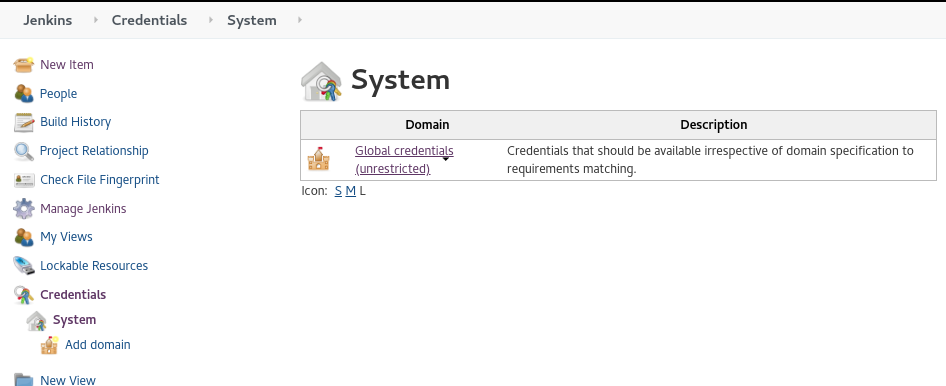 Jenkins Credentials System
New Item
People
Build History
Project Relationship
Check File Fingerprint
Manage Jenkins
My Views
Lockable Resources
Credentials
System
Add domain
New View
System
Domain Description
Global credentials
(unrestricted)
Credentials that should be available irrespective of domain specification to
requirements matching.
Icon: S M L